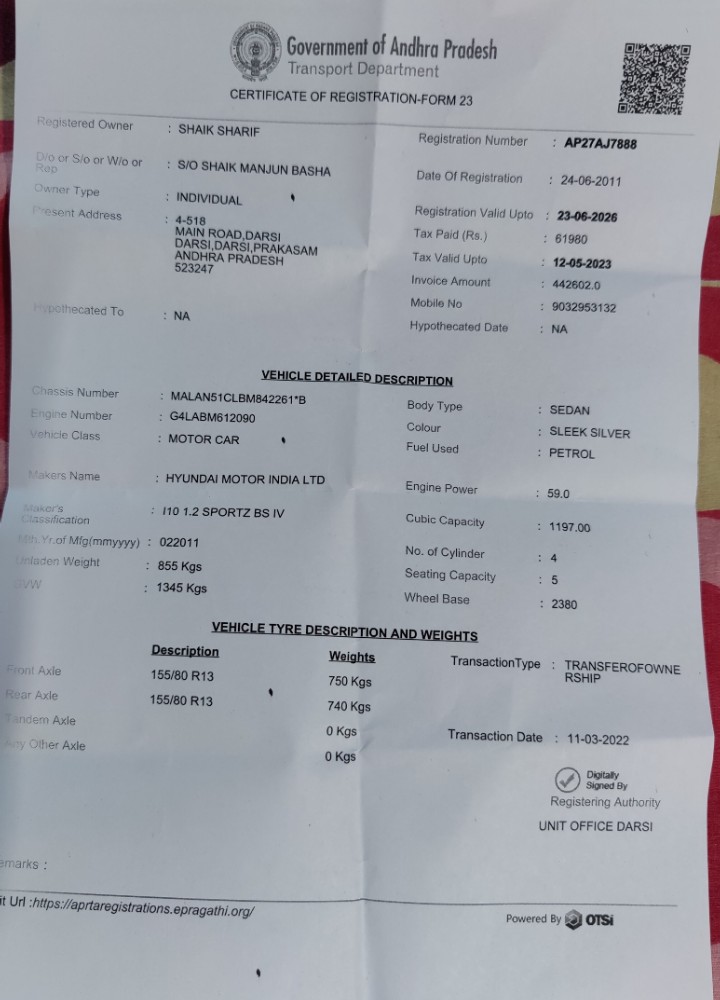 Government of Andhra Pradesh
Transport Department
CERTIFICATE OF REGISTRATION-FORM 23
Registered Owner : SHAIK SHARIF
D/o or S/o or W/o or Rep : S/O SHAIK MANJUN BASHA
Owner Type : INDIVIDUAL
Present Address : 4-518
MAIN ROAD,DARSI
DARSI,DARSI,PRAKASAM
ANDHRA PRADESH
523247
Hypothecated To : NA
Registration Number : AP27AJ7888
Date Of Registration : 24-06-2011
Registration Valid Upto : 23-06-2026
Tax Paid (Rs.) : 61980
Tax Valid Upto : 12-05-2023
Invoice Amount : 442602.0
Mobile No : 9032953132
Hypothecated Date : NA
VEHICLE DETAILED DESCRIPTION
Chassis Number : MALAN51CLBM842261*B
Engine Number : G4LABM612090
Vehicle Class : MOTOR CAR
Makers Name : HYUNDAI MOTOR INDIA LTD
Maker's Classification : I10 1.2 SPORTZ BS IV
Mth.Yr.of Mfg(mmyyyy) : 022011
Unladen Weight : 855 Kgs
GVW : 1345 Kgs
Body Type : SEDAN
Colour : SLEEK SILVER
Fuel Used : PETROL
Engine Power : 59.0
Cubic Capacity : 1197.00
No. of Cylinder : 4
Seating Capacity : 5
Wheel Base : 2380
VEHICLE TYRE DESCRIPTION AND WEIGHTS
Description Weights
Front Axle 155/80 R13 750 Kgs
Rear Axle 155/80 R13 740 Kgs
Tandem Axle 0 Kgs
Any Other Axle 0 Kgs
TransactionType : TRANSFEROFOWNE
RSHIP
Transaction Date : 11-03-2022
Digitally
Signed By
Registering Authority
UNIT OFFICE DARSI
emarks :
it Url :https://aprtaregistrations.epragathi.org/
Powered By OTSi